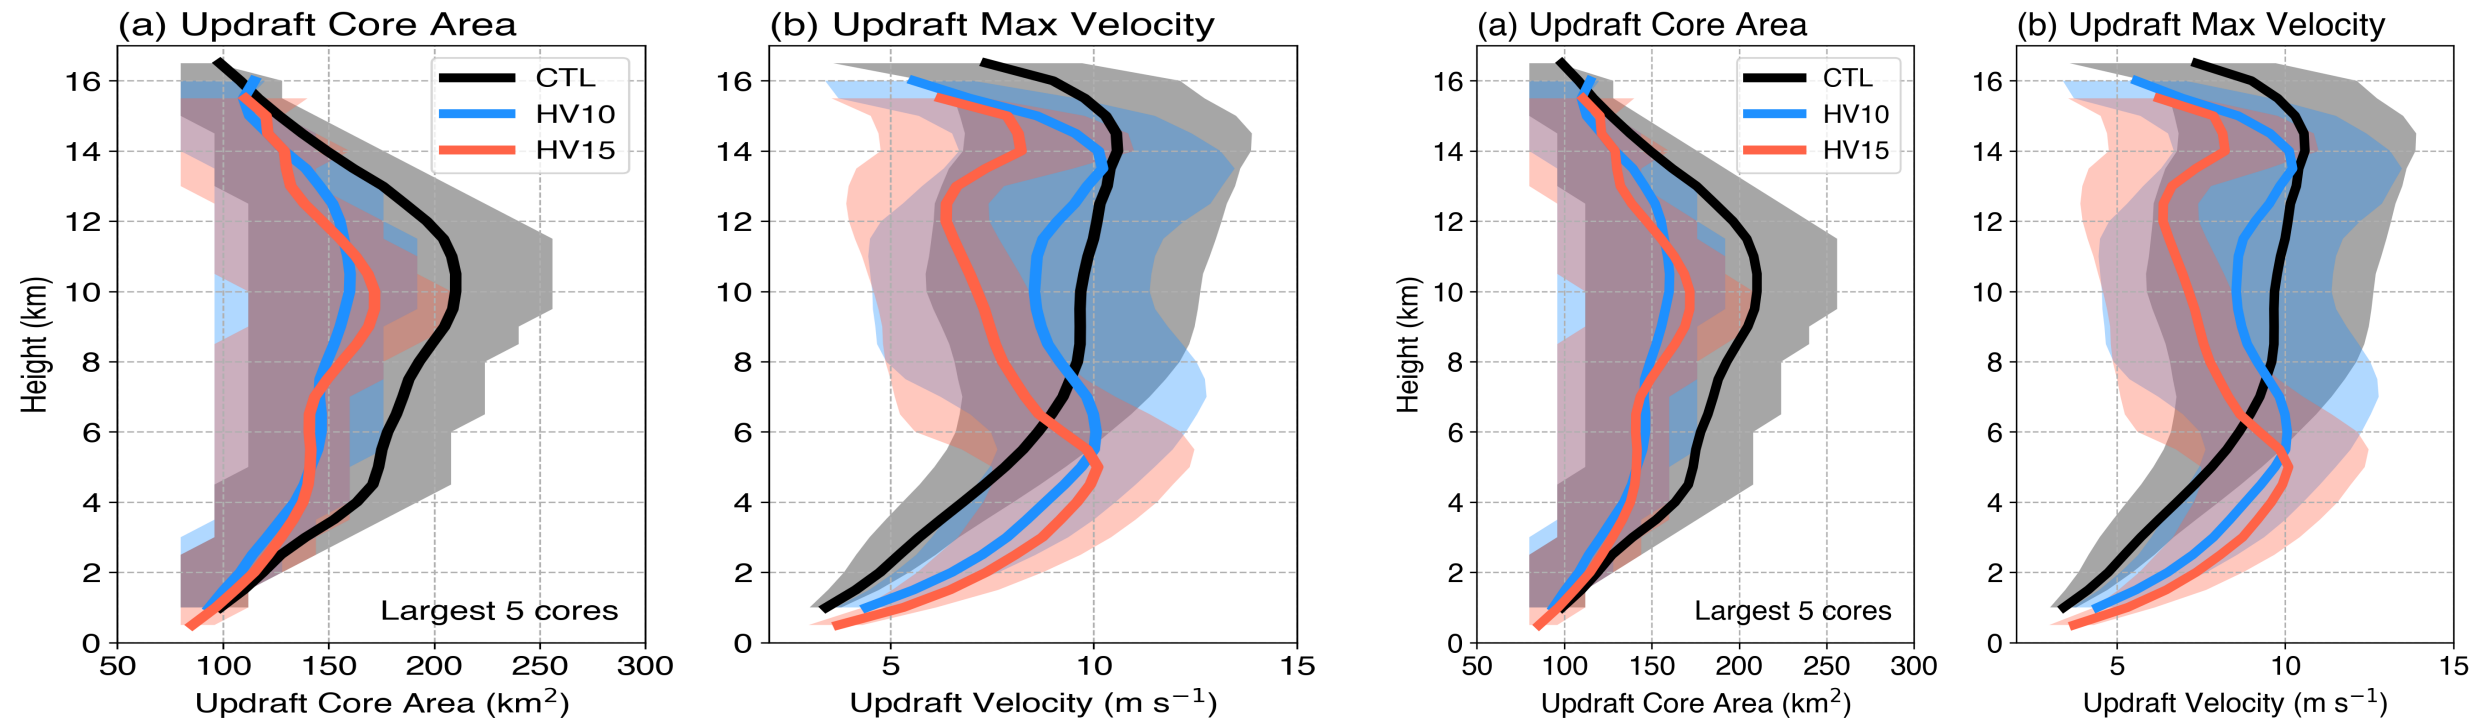 (a) Updraft Core Area
16
14
12
10
8
6
4
2
0
Height (km)
CTL
HV10
HV15
Largest 5 cores
50 100 150 200 250 300
Updraft Core Area (km²)
(b) Updraft Max Velocity
16
14
12
10
8
6
4
2
0
5 10 15
Updraft Velocity (m s⁻¹)
(a) Updraft Core Area
16
14
12
10
8
6
4
2
0
Height (km)
CTL
HV10
HV15
Largest 5 cores
50 100 150 200 250 300
Updraft Core Area (km²)
(b) Updraft Max Velocity
16
14
12
10
8
6
4
2
0
5 10 15
Updraft Velocity (m s⁻¹)